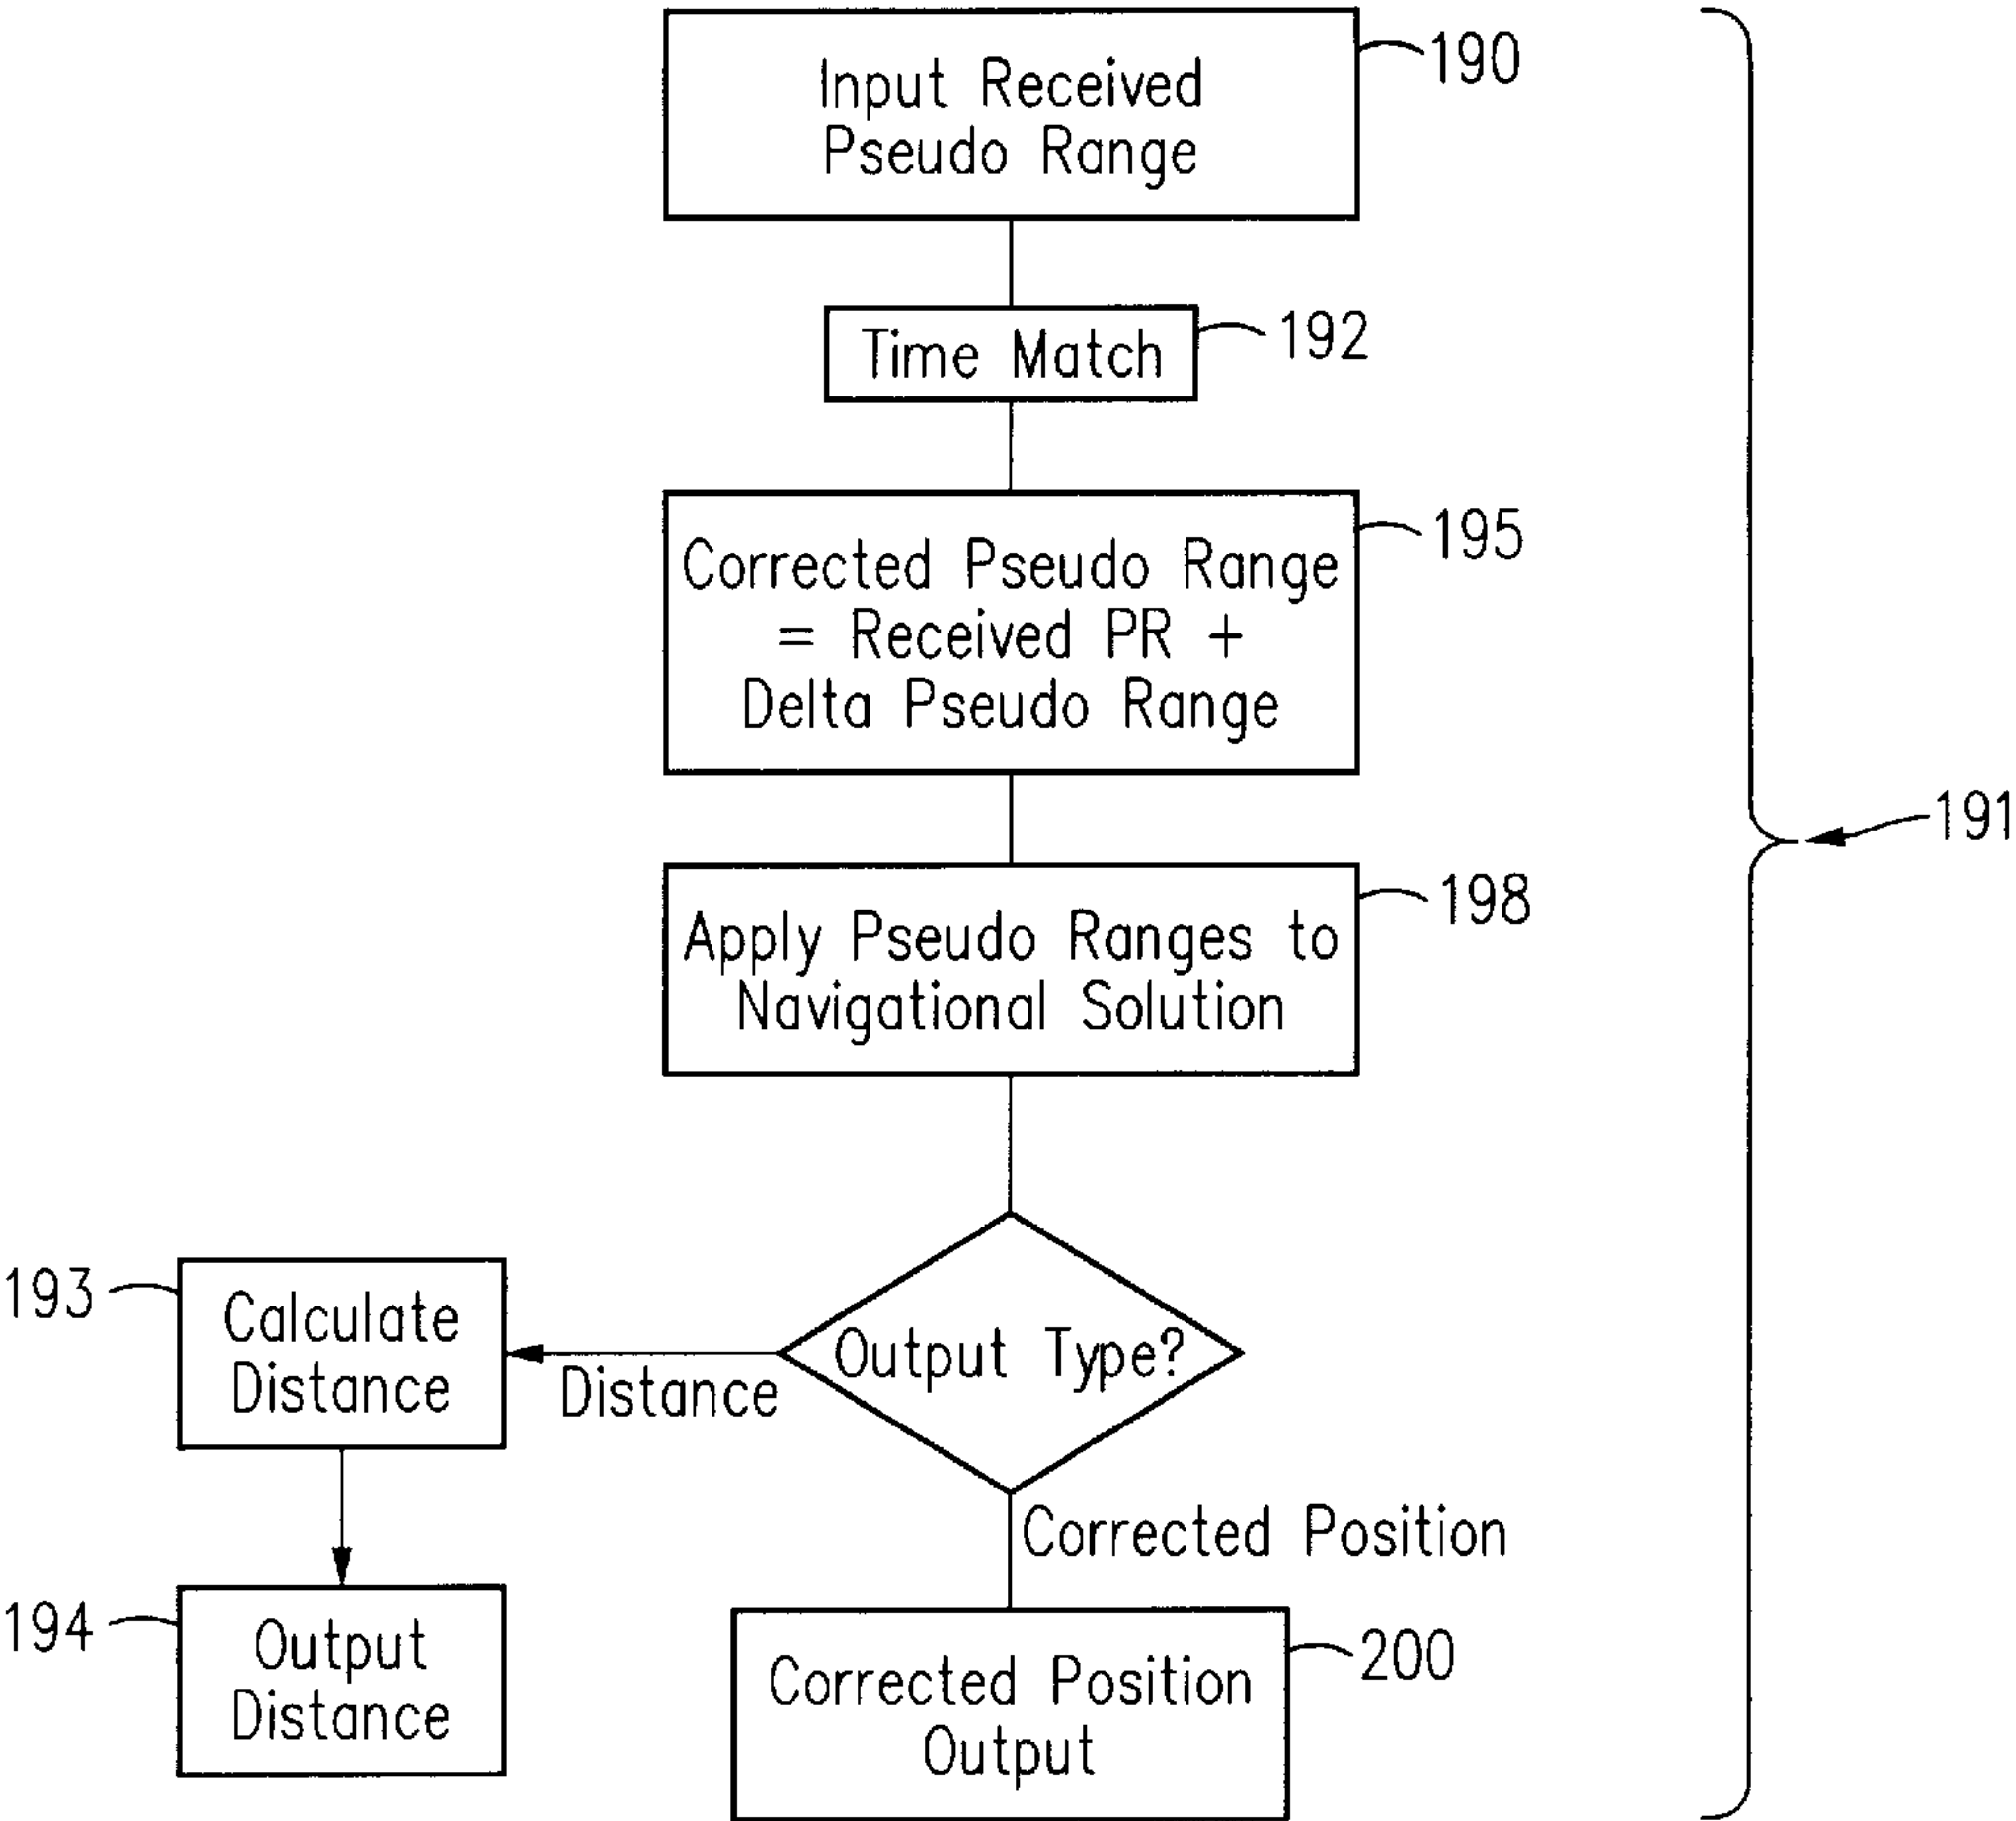 Input Received
Pseudo Range
190
Time Match
192
Corrected Pseudo Range
= Received PR +
Delta Pseudo Range
195
191
Apply Pseudo Ranges to
Navigational Solution
198
Output Type?
Distance
193
Calculate
Distance
Corrected Position
194
Output
Distance
Corrected Position
Output
200